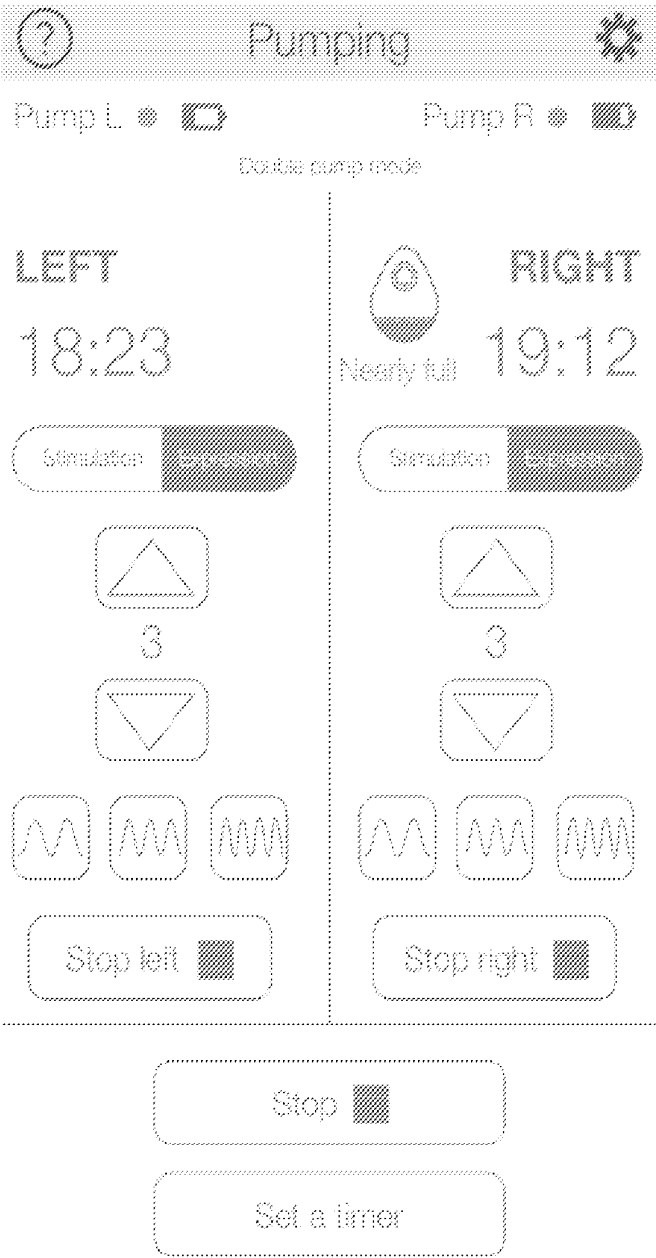 ? Pumping
Pump L Pump R
Double pump mode
LEFT RIGHT
18:23 Nearly full 19:12
Stimulation Expression Stimulation Expression
3 3
Stop left Stop right
Stop
Set a timer